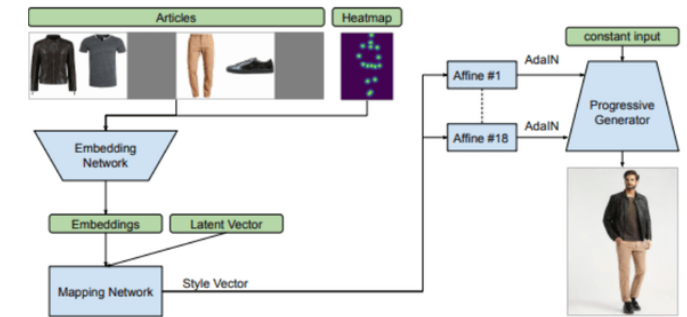 Articles
Heatmap
constant input
Affine #1
AdaIN
Progressive
Generator
Affine #18
AdaIN
Embedding
Network
Embeddings
Latent Vector
Mapping Network
Style Vector